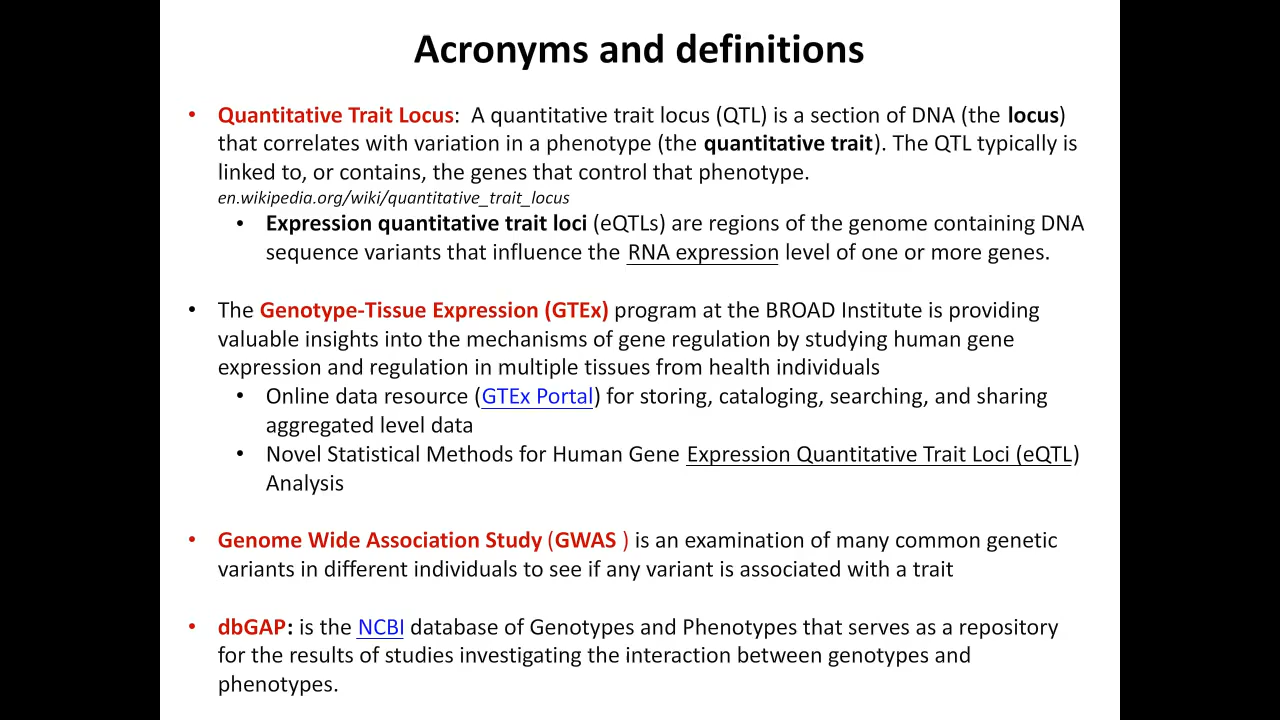 Acronyms and definitions
• Quantitative Trait Locus: A quantitative trait locus (QTL) is a section of DNA (the locus)
that correlates with variation in a phenotype (the quantitative trait). The QTL typically is
linked to, or contains, the genes that control that phenotype.
en.wikipedia.org/wiki/quantitative_trait_locus
• Expression quantitative trait loci (eQTLs) are regions of the genome containing DNA
sequence variants that influence the RNA expression level of one or more genes.
• The Genotype-Tissue Expression (GTEx) program at the BROAD Institute is providing
valuable insights into the mechanisms of gene regulation by studying human gene
expression and regulation in multiple tissues from health individuals
• Online data resource (GTEx Portal) for storing, cataloging, searching, and sharing
aggregated level data
• Novel Statistical Methods for Human Gene Expression Quantitative Trait Loci (eQTL)
Analysis
• Genome Wide Association Study (GWAS ) is an examination of many common genetic
variants in different individuals to see if any variant is associated with a trait
• dbGAP: is the NCBI database of Genotypes and Phenotypes that serves as a repository
for the results of studies investigating the interaction between genotypes and
phenotypes.